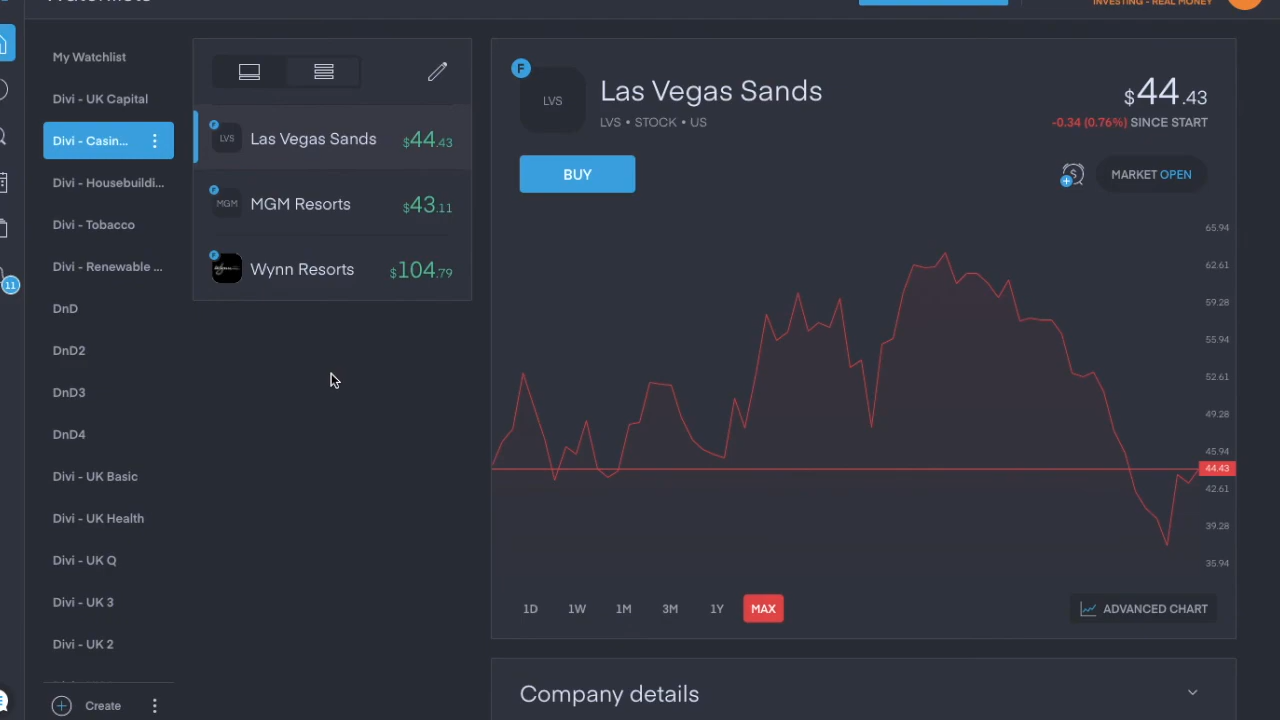 INVESTING - REAL MONEY
My Watchlist
Divi - UK Capital
Divi - Casin...
Divi - Housebuildi...
Divi - Tobacco
Divi - Renewable ...
11
DnD
DnD2
DnD3
DnD4
Divi - UK Basic
Divi - UK Health
Divi - UK Q
Divi - UK 3
Divi - UK 2
Create
F
LVS
Las Vegas Sands
$44.43
F
MGM
MGM Resorts
$43.11
F
Wynn Resorts
$104.79
F
LVS
Las Vegas Sands
LVS • STOCK • US
$44.43
-0.34 (0.76%) SINCE START
BUY
MARKET OPEN
65.94
62.61
59.28
55.94
52.61
49.28
45.94
44.43
42.61
39.28
35.94
1D 1W 1M 3M 1Y MAX
ADVANCED CHART
Company details